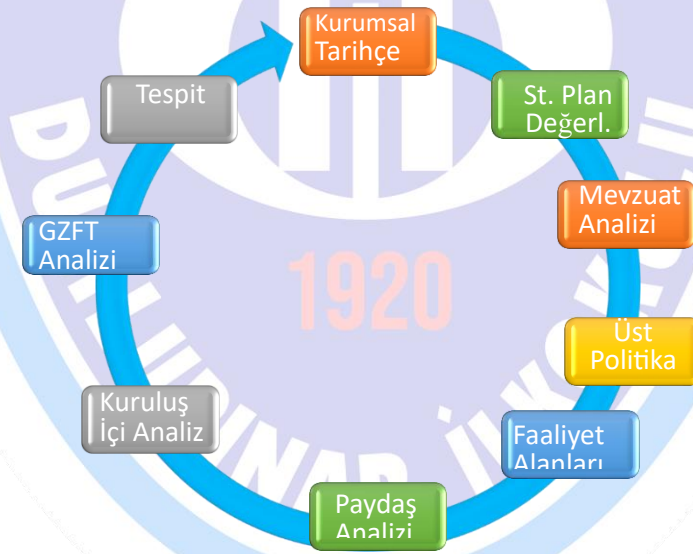 Kurumsal
Tarihçe
St. Plan
Değerl.
Mevzuat
Analizi
Üst
Politika
Faaliyet
Alanları
Paydaş
Analizi
Kuruluş
İçi Analiz
GZFT
Analizi
Tespit
1920